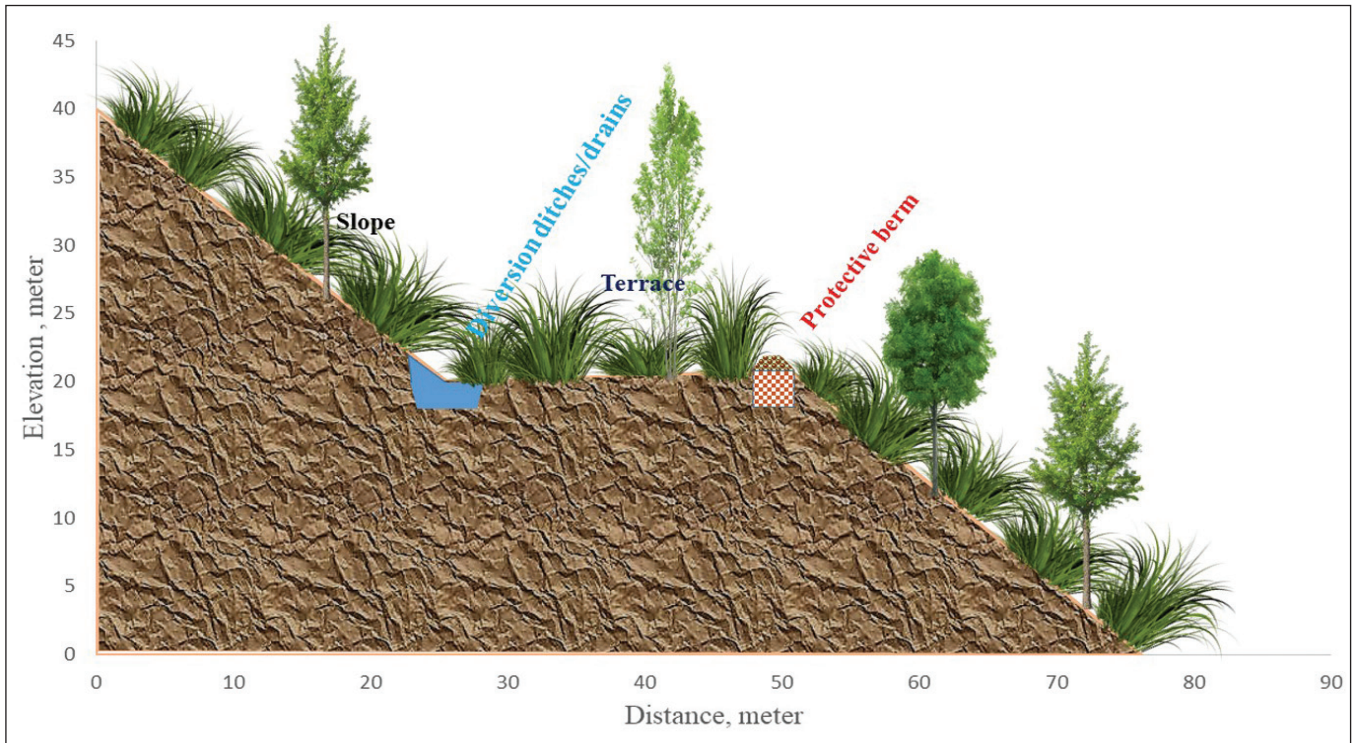 45
40
35
30
25
20
15
10
5
0
Elevation , meter
Slope
Diversion ditches/drains
Terrace
Protective berm
0 10 20 30 40 50 60 70 80 90
Distance, meter